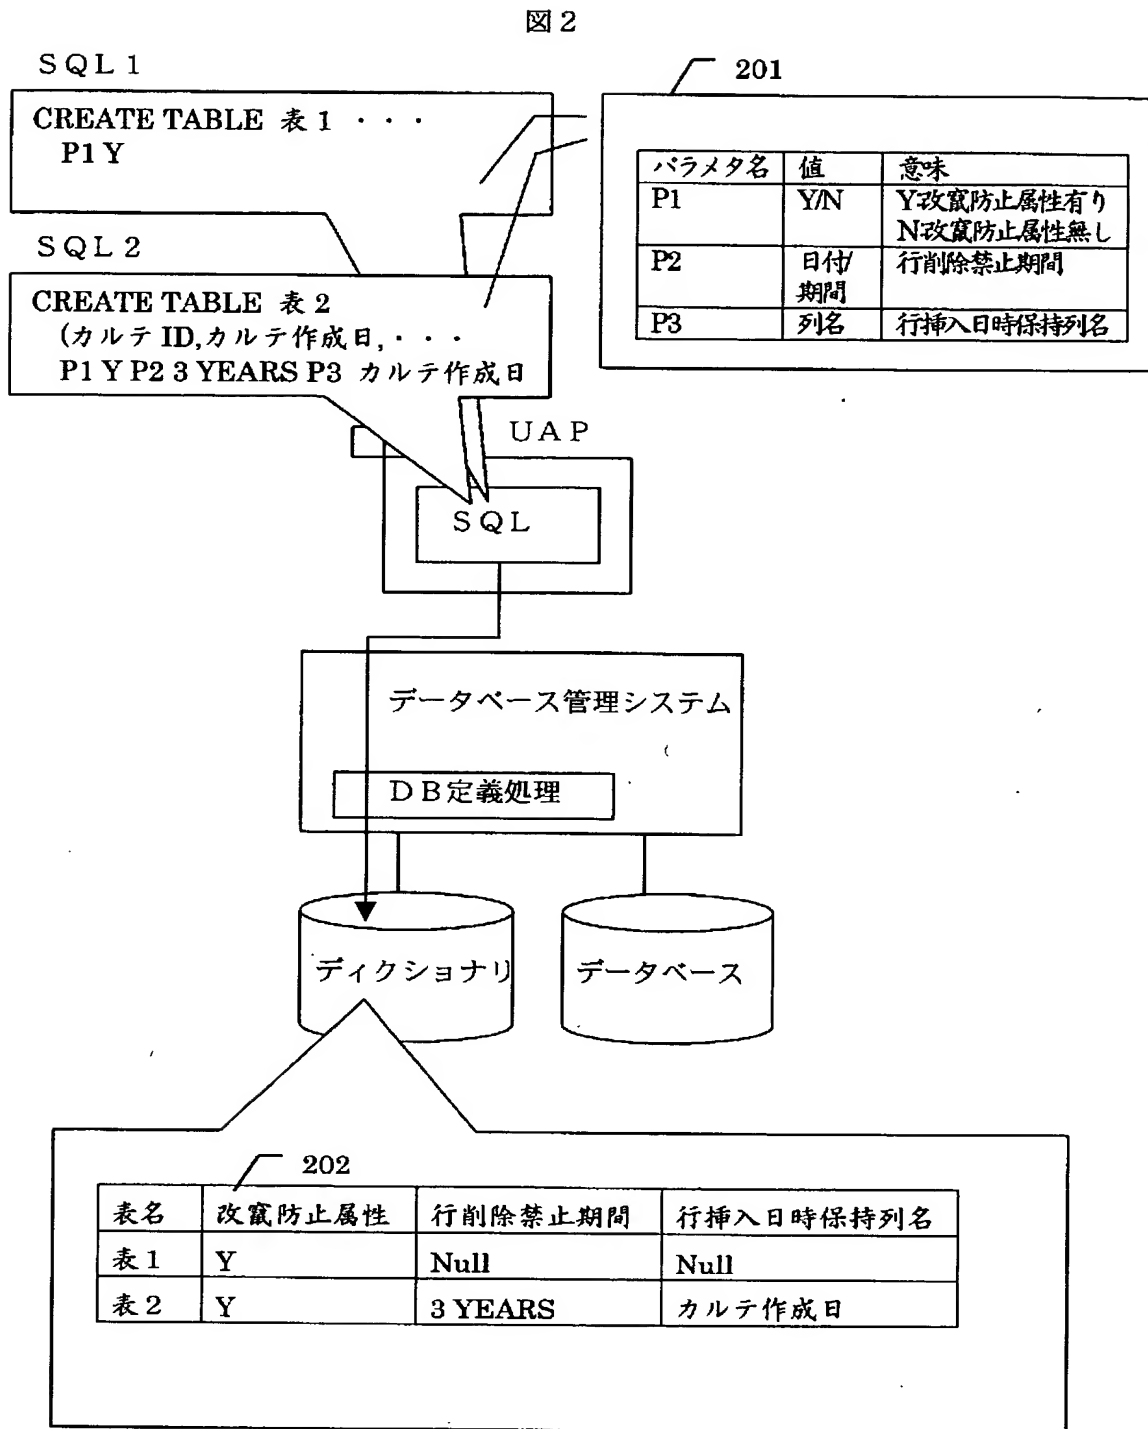 図2
SQL1
CREATE TABLE 表1 ・・・
P1 Y
SQL2
CREATE TABLE 表2
(カルテID,カルテ作成日,・・・
P1 Y P2 3 YEARS P3 カルテ作成日
201
パラメタ名 値 意味
P1 Y/N Y:改竄防止属性有り
N:改竄防止属性無し
P2 日付/ 行削除禁止期間
期間
P3 列名 行挿入日時保持列名
UAP
SQL
データベース管理システム
DB定義処理
ディクショナリ データベース
202
表名 改竄防止属性 行削除禁止期間 行挿入日時保持列名
表1 Y Null Null
表2 Y 3 YEARS カルテ作成日